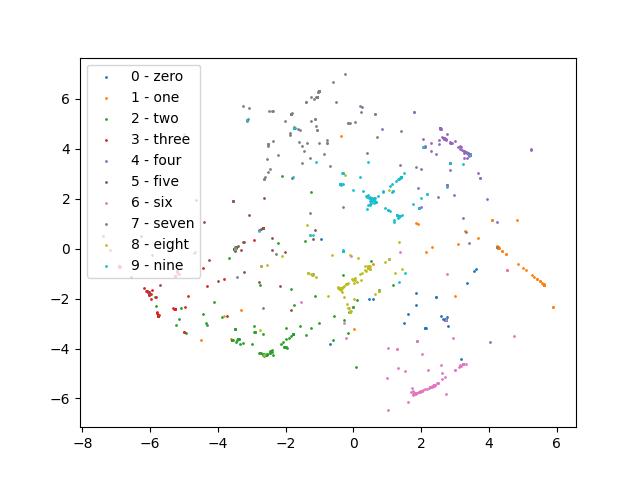 0 - zero
1 - one
2 - two
3 - three
4 - four
5 - five
6 - six
7 - seven
8 - eight
9 - nine
6
4
2
0
−2
−4
−6
−8
−6
−4
−2
0
2
4
6